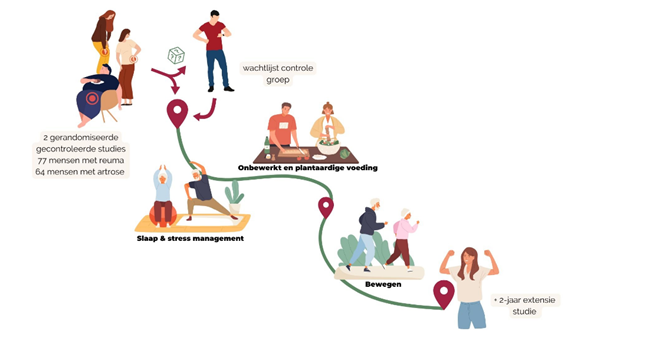 wachtlijst controle
groep
2 gerandomiseerde
gecontroleerde studies
77 mensen met reuma
64 mensen met artrose
Onbewerkt en plantaardige voeding
Slaap & stress management
Bewegen
+ 2-jaar extensie
studie